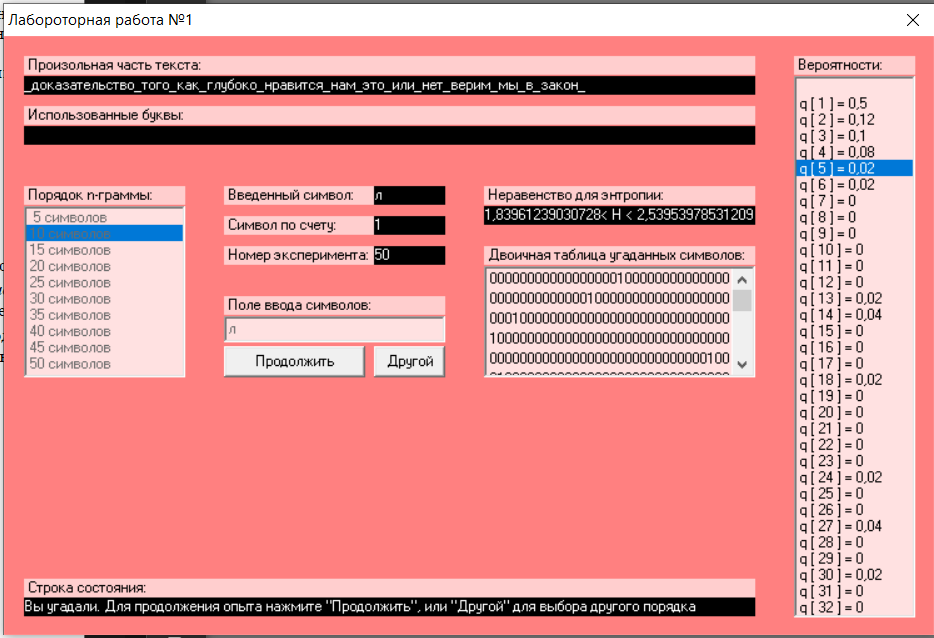 Лабороторная работа №1
Произольная часть текста:
_доказательство_того_как_глубоко_нравится_нам_это_или_нет_верим_мы_в_закон_
Использованные буквы:
Порядок n-граммы:
5 символов
10 символов
15 символов
20 символов
25 символов
30 символов
35 символов
40 символов
45 символов
50 символов
Введенный символ: л
Символ по счету: 1
Номер эксперимента: 50
Поле ввода символов:
л
Продолжить
Другой
Неравенство для энтропии:
1,83961239030728< H < 2,53953978531209
Двоичная таблица угаданных символов:
00000000000000000100000000000000
00000000000001000000000000000000
00010000000000000000000000000000
10000000000000000000000000000000
00000000000000000000000000000100
Вероятности:
q [ 1 ] = 0,5
q [ 2 ] = 0,12
q [ 3 ] = 0,1
q [ 4 ] = 0,08
q [ 5 ] = 0,02
q [ 6 ] = 0,02
q [ 7 ] = 0
q [ 8 ] = 0
q [ 9 ] = 0
q [ 10 ] = 0
q [ 11 ] = 0
q [ 12 ] = 0
q [ 13 ] = 0,02
q [ 14 ] = 0,04
q [ 15 ] = 0
q [ 16 ] = 0
q [ 17 ] = 0
q [ 18 ] = 0,02
q [ 19 ] = 0
q [ 20 ] = 0
q [ 21 ] = 0
q [ 22 ] = 0
q [ 23 ] = 0
q [ 24 ] = 0,02
q [ 25 ] = 0
q [ 26 ] = 0
q [ 27 ] = 0,04
q [ 28 ] = 0
q [ 29 ] = 0
q [ 30 ] = 0,02
q [ 31 ] = 0
q [ 32 ] = 0
Строка состояния:
Вы угадали. Для продолжения опыта нажмите "Продолжить", или "Другой" для выбора другого порядка